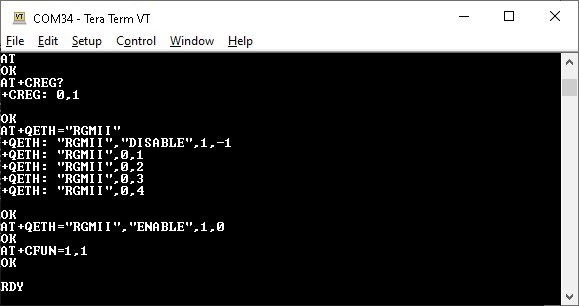 COM34 - Tera Term VT
File Edit Setup Control Window Help
AT
OK
AT+CREG?
+CREG: 0,1
OK
AT+QETH="RGMII"
+QETH: "RGMII","DISABLE",1,-1
+QETH: "RGMII",0,1
+QETH: "RGMII",0,2
+QETH: "RGMII",0,3
+QETH: "RGMII",0,4
OK
AT+QETH="RGMII","ENABLE",1,0
OK
AT+CFUN=1,1
OK
RDY